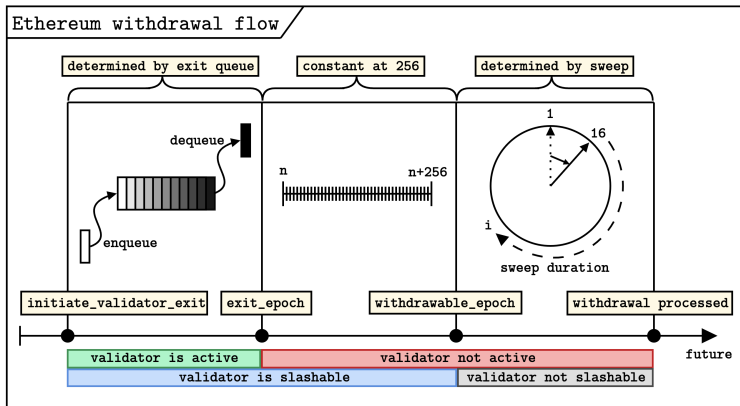 Ethereum withdrawal flow
determined by exit queue
constant at 256
determined by sweep
1
16
dequeue
n
n+256
i
enqueue
sweep duration
initiate_validator_exit
exit_epoch
withdrawable_epoch
withdrawal processed
future
validator is active
validator not active
validator is slashable
validator not slashable